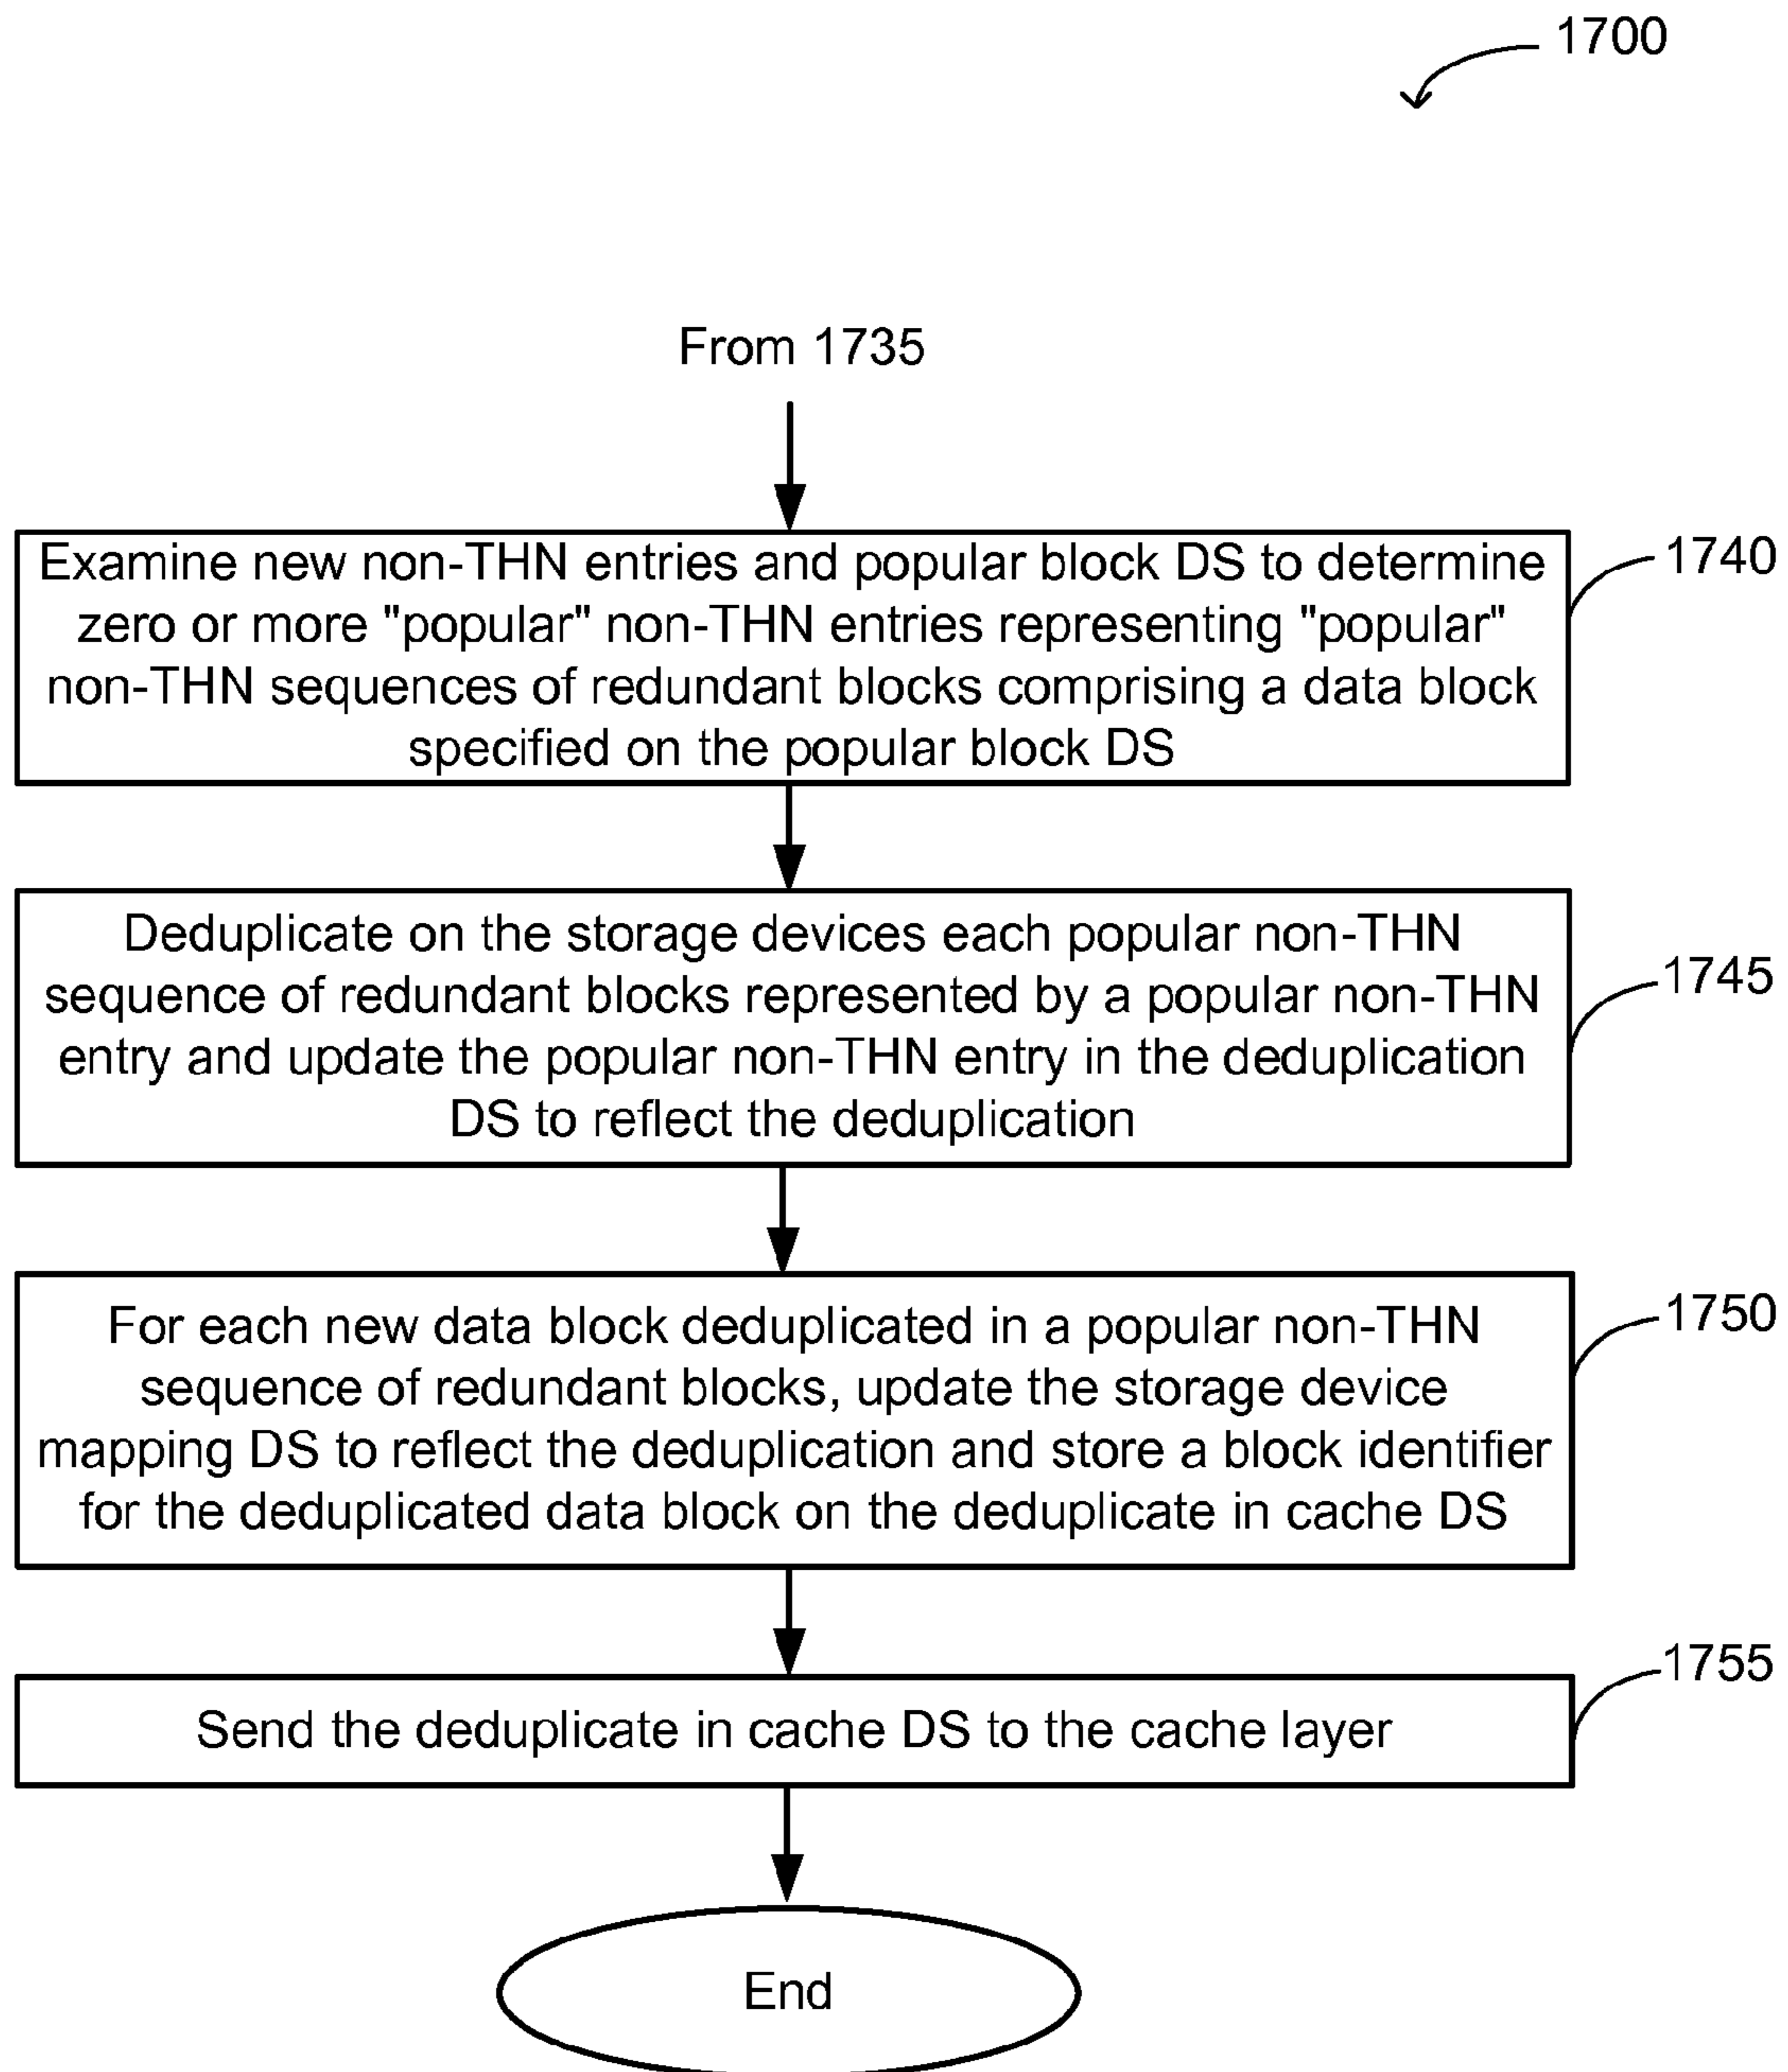 1700
From 1735
Examine new non-THN entries and popular block DS to determine
zero or more "popular" non-THN entries representing "popular"
non-THN sequences of redundant blocks comprising a data block
specified on the popular block DS
1740
Deduplicate on the storage devices each popular non-THN
sequence of redundant blocks represented by a popular non-THN
entry and update the popular non-THN entry in the deduplication
DS to reflect the deduplication
1745
For each new data block deduplicated in a popular non-THN
sequence of redundant blocks, update the storage device
mapping DS to reflect the deduplication and store a block identifier
for the deduplicated data block on the deduplicate in cache DS
1750
Send the deduplicate in cache DS to the cache layer
1755
End